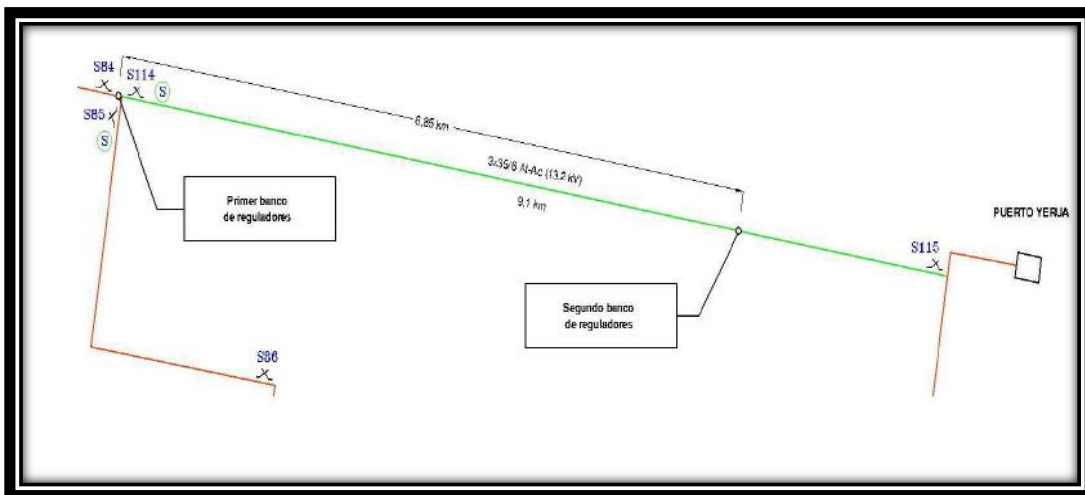 S84
S114
S
S85
S
6,85 km
3x35/6 Al-Ac (13,2 kV)
9,1 km
Primer banco
de reguladores
PUERTO YERUA
S115
Segundo banco
de reguladores
S86